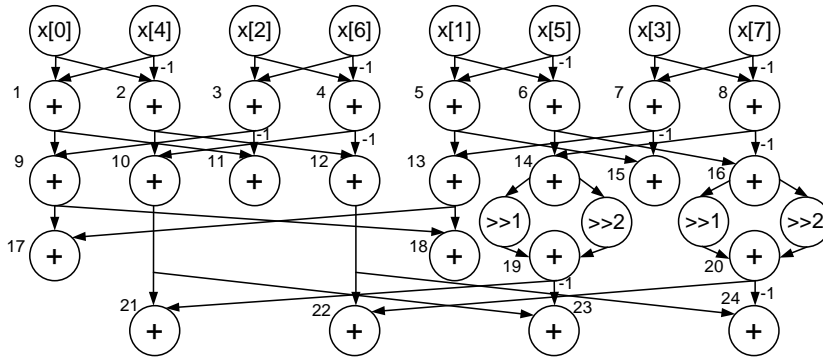 x[0] x[4] x[2] x[6] x[1] x[5] x[3] x[7]
-1 -1 -1 -1
1 + 2 + 3 + 4 + 5 + 6 + 7 + 8 +
-1 -1 -1 -1
9 + 10 + 11 + 12 + 13 + 14 + 15 + 16 +
>>1 >>2 >>1 >>2
17 + 18 + 19 + 20 +
-1 -1
21 + 22 + 23 + 24 +